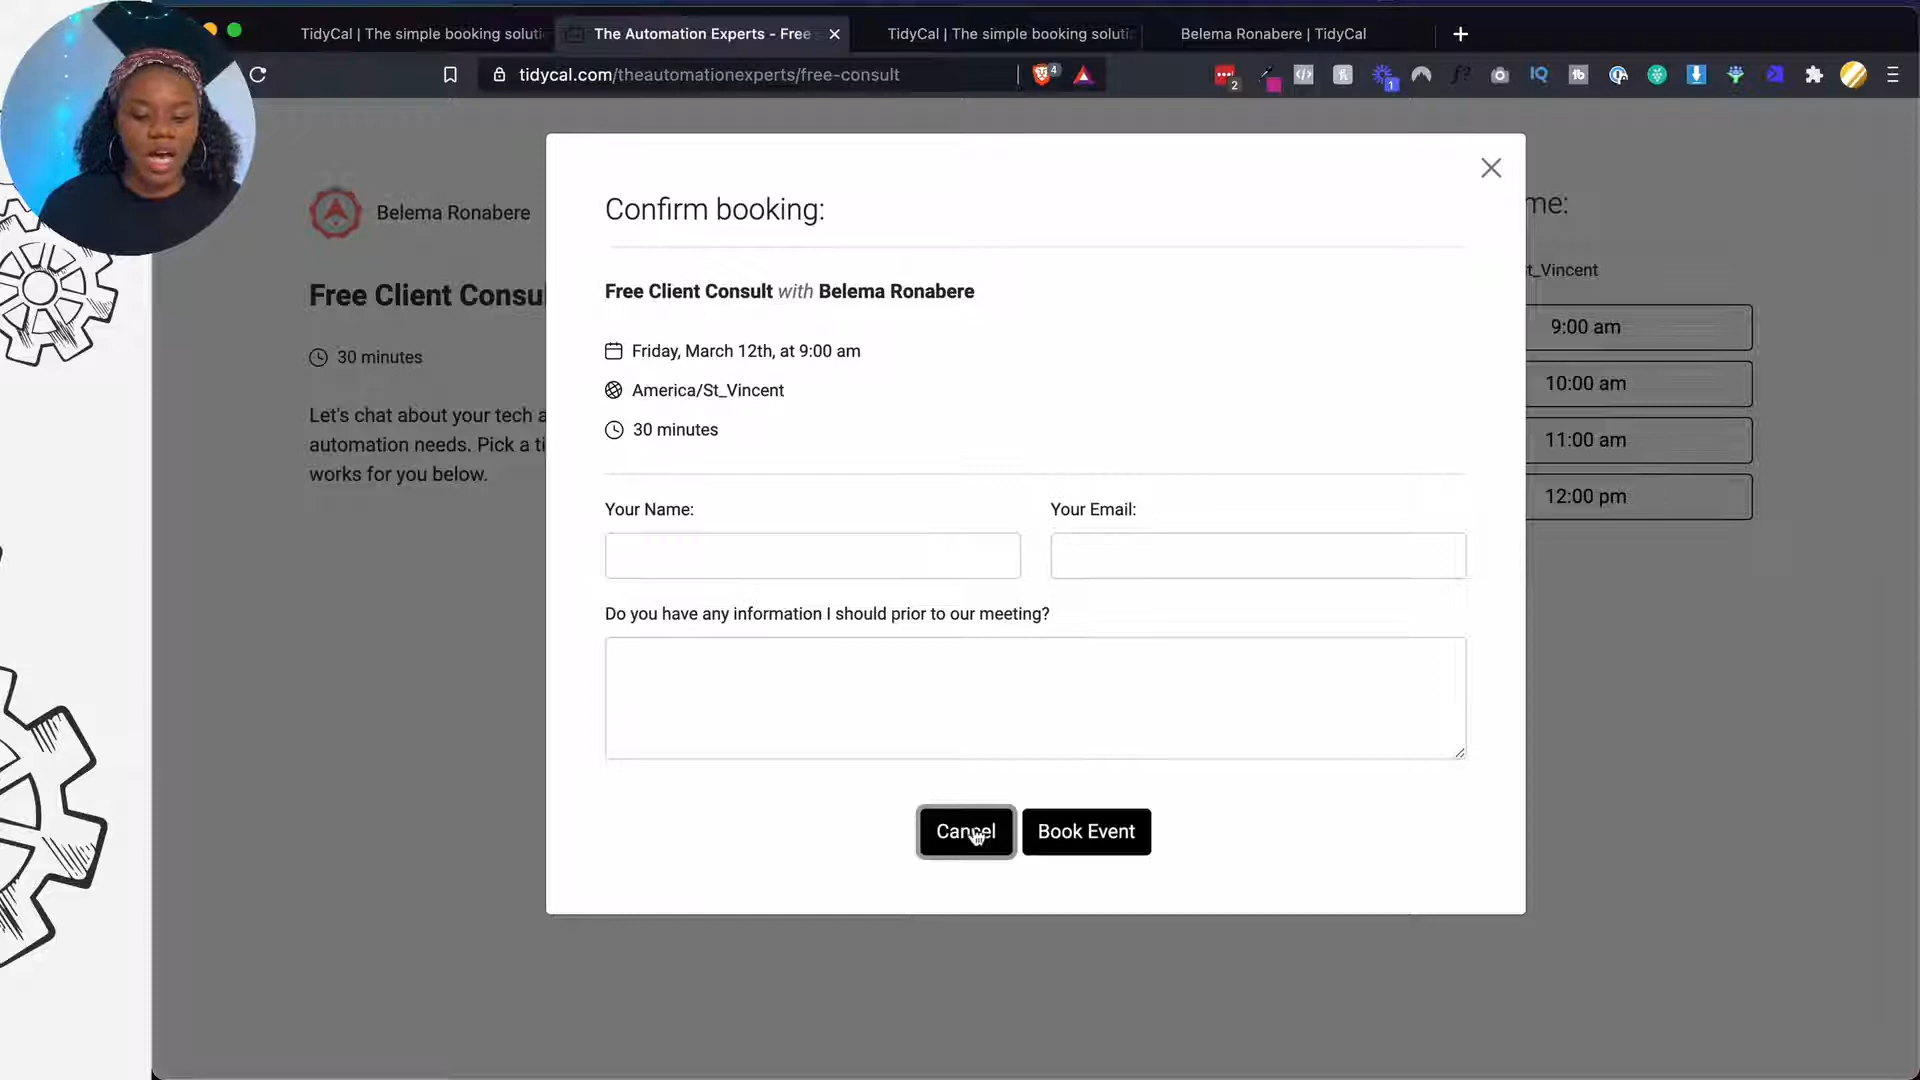 TidyCal | The simple booking soluti
The Automation Experts - Free
TidyCal | The simple booking soluti
Belema Ronabere | TidyCal
tidycal.com/theautomationexperts/free-consult
4
2
1
Belema Ronabere
Free Client Consul
30 minutes
Let's chat about your tech a
automation needs. Pick a ti
works for you below.
Confirm booking:
Free Client Consult with Belema Ronabere
Friday, March 12th, at 9:00 am
America/St_Vincent
30 minutes
Your Name:
Your Email:
Do you have any information I should prior to our meeting?
Cancel
Book Event
me:
t_Vincent
9:00 am
10:00 am
11:00 am
12:00 pm